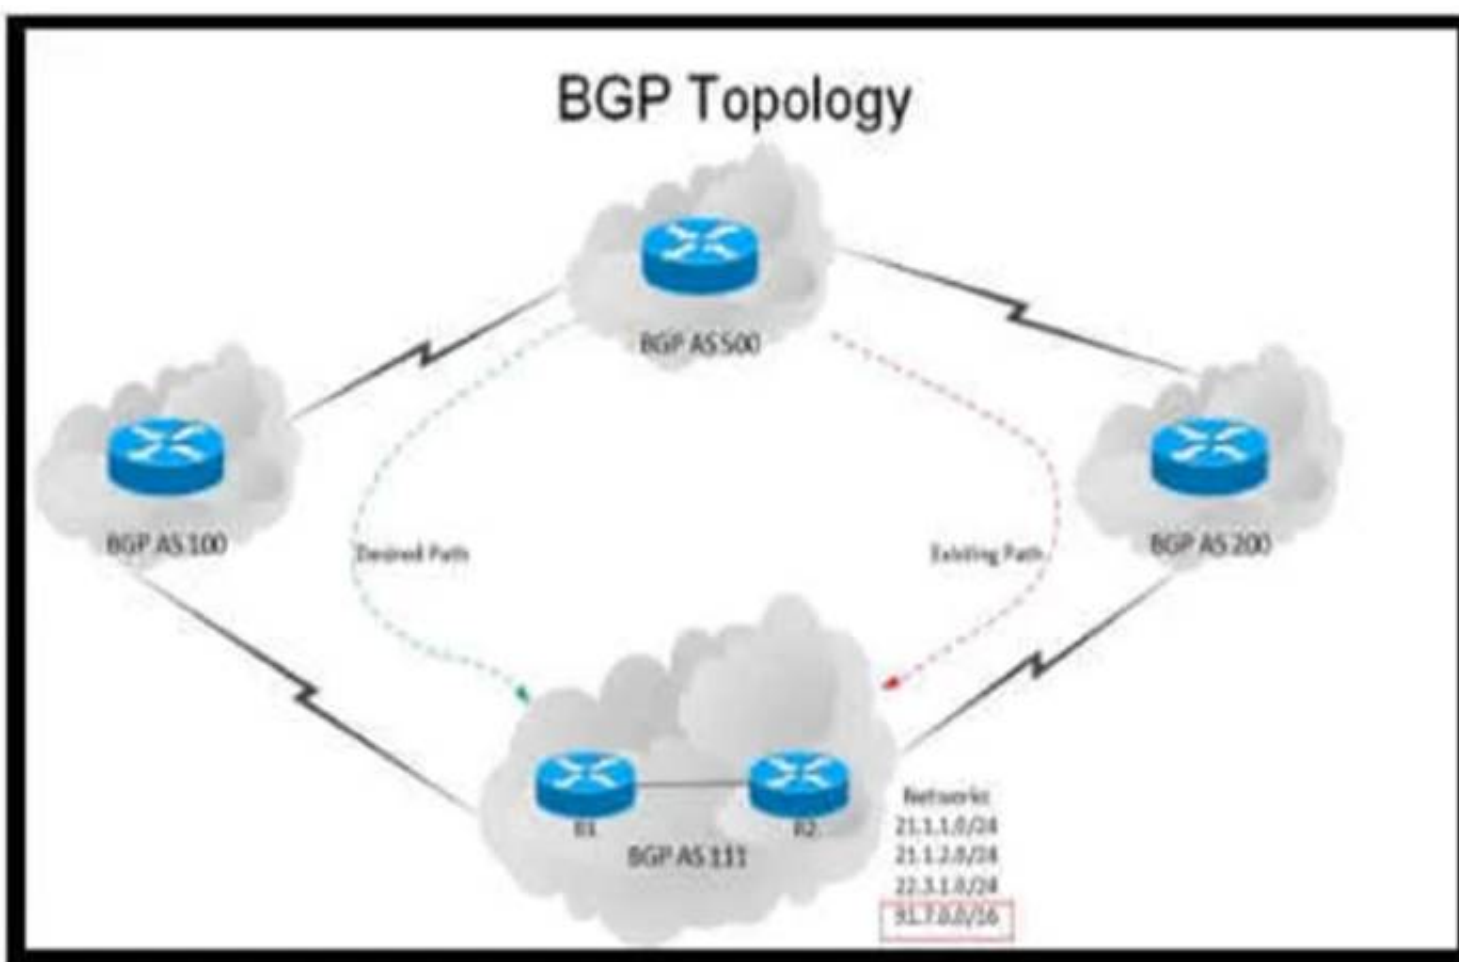 BGP Topology
BGP AS 500
BGP AS 100
BGP AS 200
Desired Path
Existing Path
R1
R2
BGP AS 111
Networks
21.1.1.0/24
21.1.2.0/24
22.3.1.0/24
91.7.0.0/16